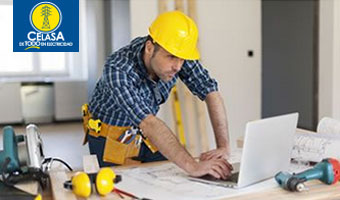 CELASA
DE TODO EN ELECTRICIDAD